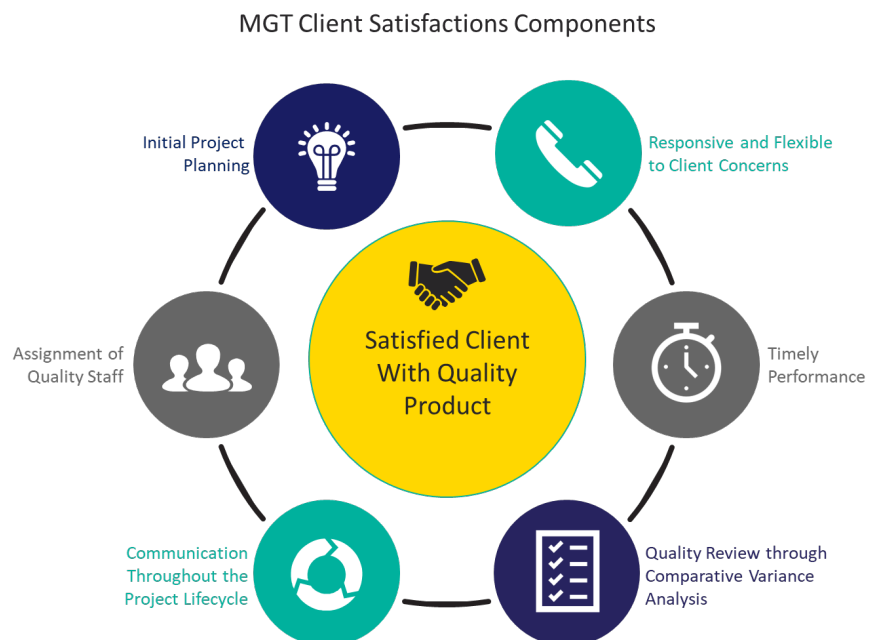 MGT Client Satisfactions Components
Initial Project
Planning
Responsive and Flexible
to Client Concerns
Satisfied Client
With Quality
Product
Assignment of
Quality Staff
Timely
Performance
Communication
Throughout the
Project Lifecycle
Quality Review through
Comparative Variance
Analysis